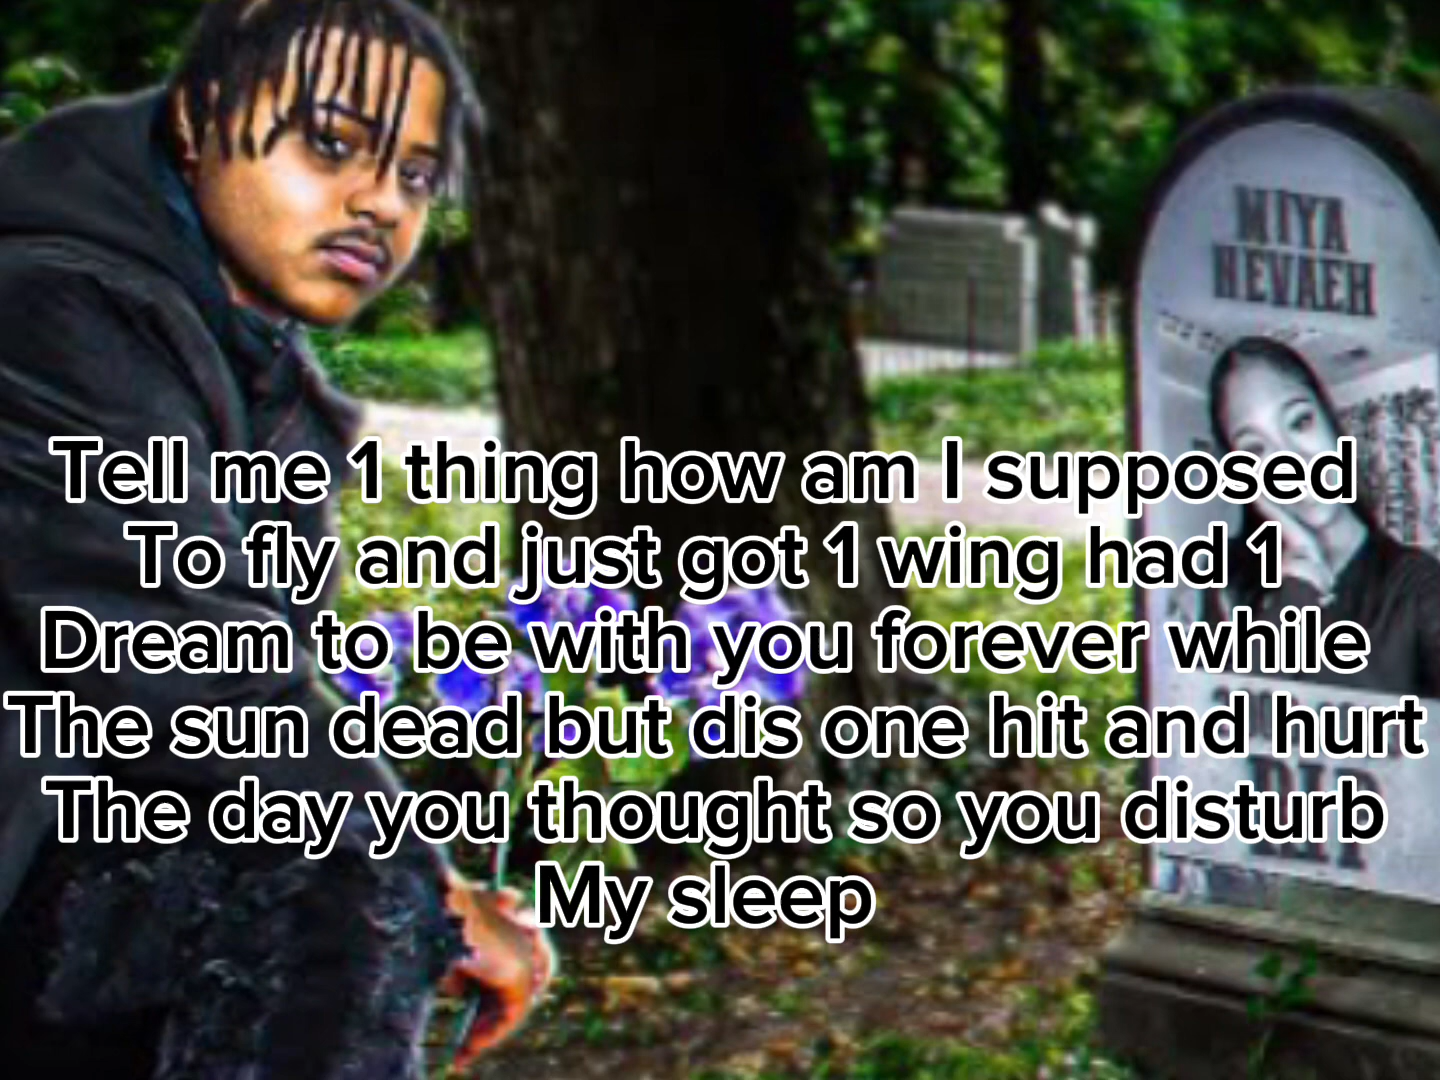 MIYA
NEVAEH
Tell me 1 thing how am I supposed
To fly and just got 1 wing had 1
Dream to be with you forever while
The sun dead but dis one hit and hurt
The day you thought so you disturb
My sleep